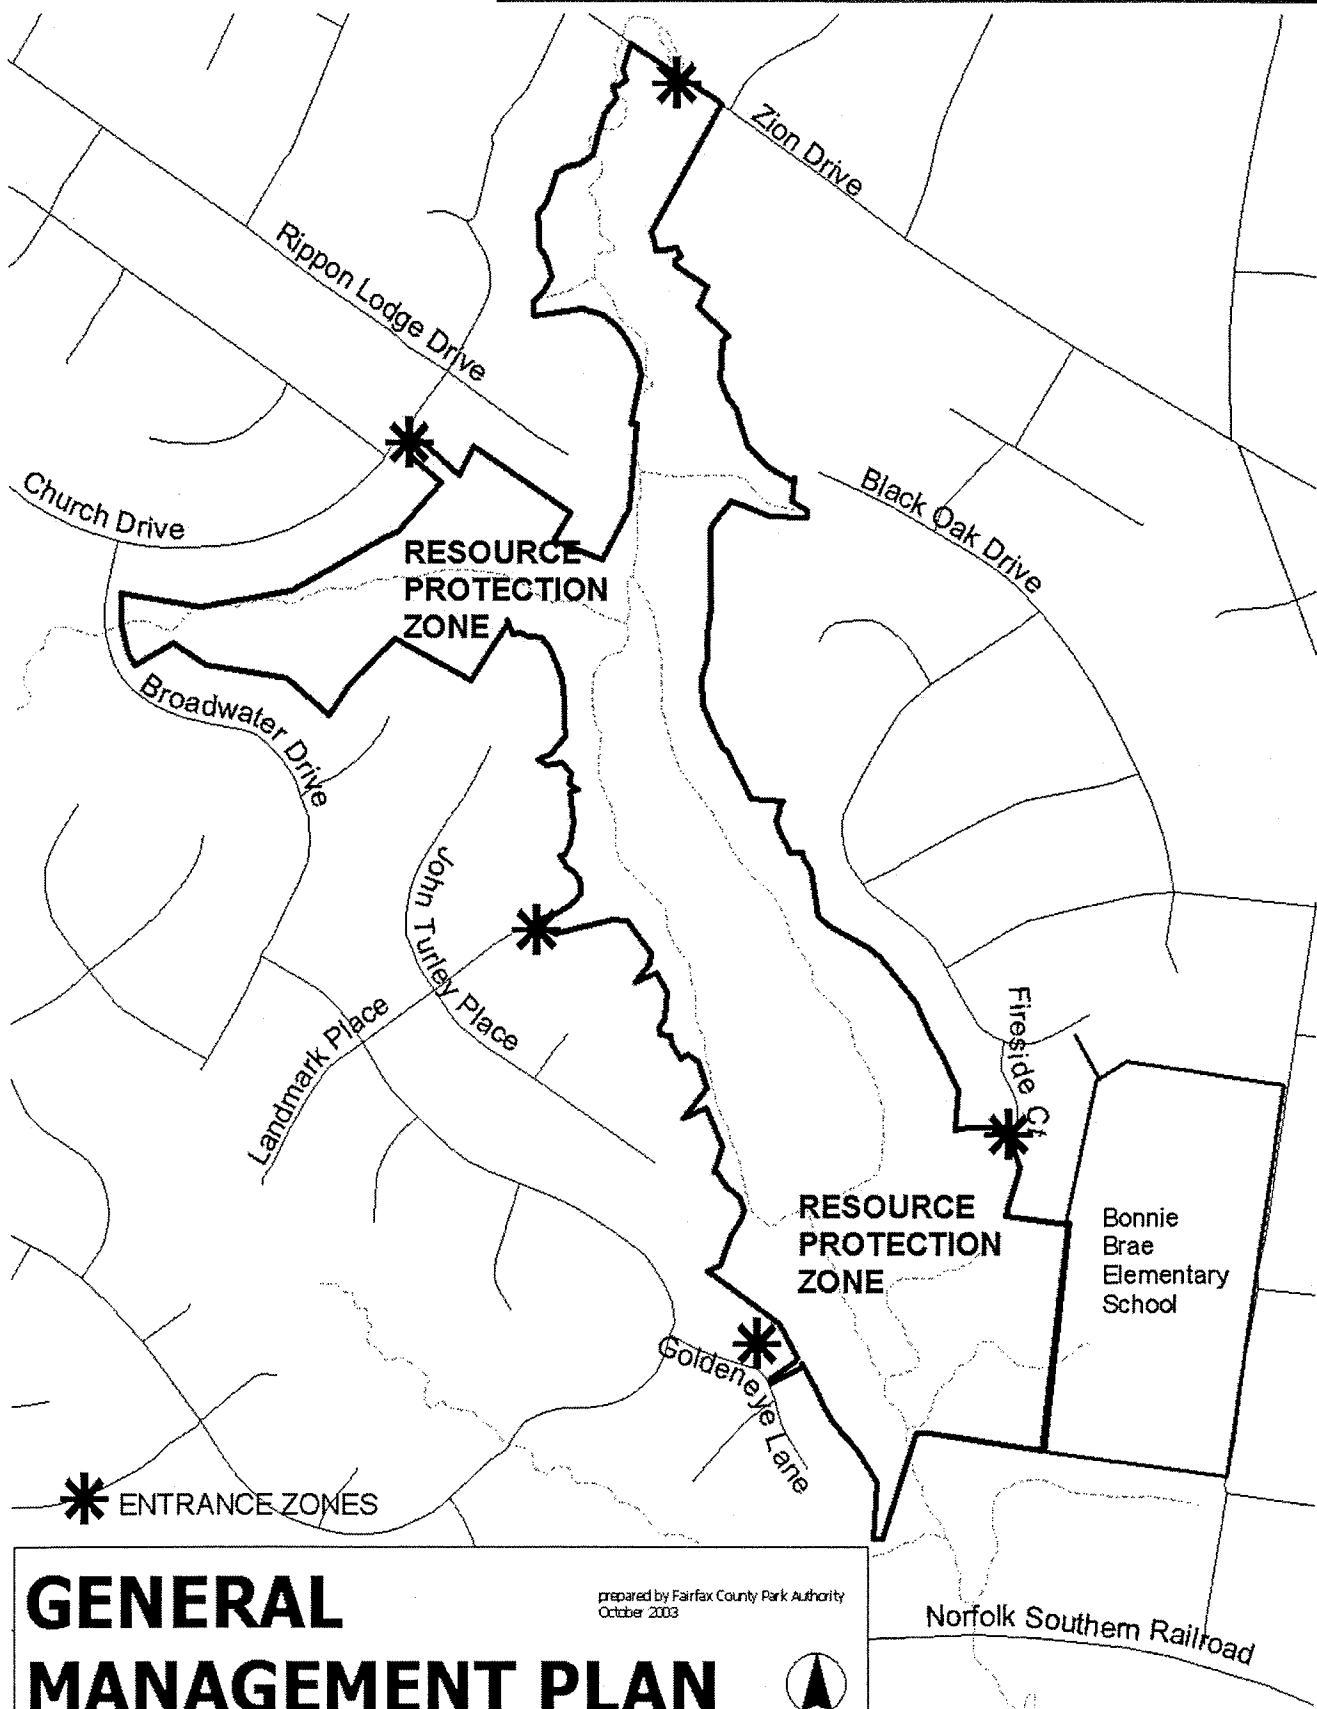 Zion Drive
Rippon Lodge Drive
Church Drive
Black Oak Drive
RESOURCE
PROTECTION
ZONE
Broadwater Drive
John Turley Place
Landmark Place
Fireside Ct
RESOURCE
PROTECTION
ZONE
Bonnie
Brae
Elementary
School
Goldeneye Lane
ENTRANCE ZONES
GENERAL
MANAGEMENT PLAN
prepared by Fairfax County Park Authority
October 2003
Norfolk Southern Railroad